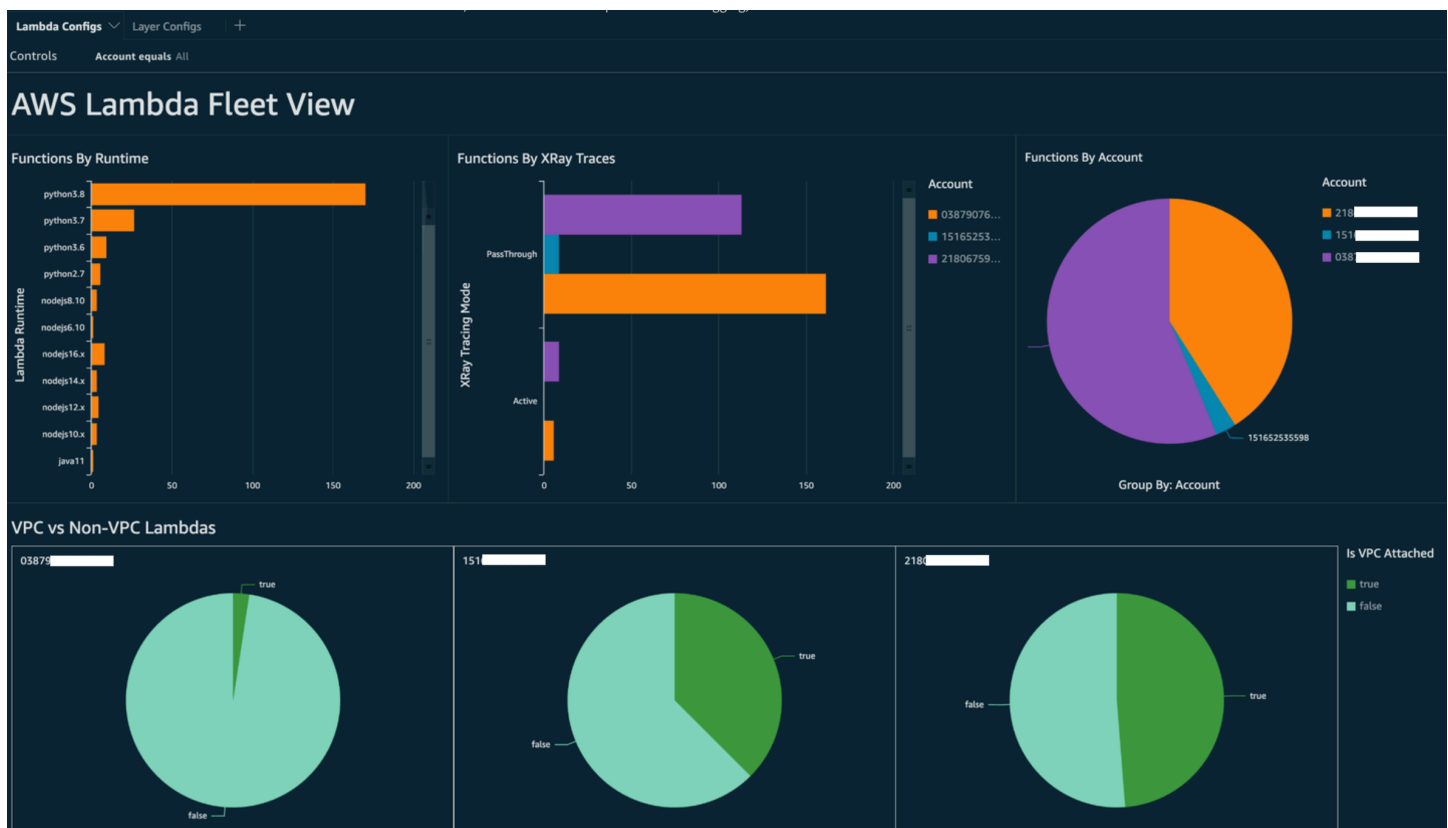 Lambda Configs Layer Configs +
Controls Account equals All
AWS Lambda Fleet View
Functions By Runtime
Lambda Runtime
python3.8
python3.7
python3.6
python2.7
nodejs8.10
nodejs6.10
nodejs16.x
nodejs14.x
nodejs12.x
nodejs10.x
java11
0 50 100 150 200
Functions By XRay Traces
XRay Tracing Mode
PassThrough
Active
0 50 100 150 200
Account
03879076...
15165253...
21806759...
Functions By Account
151652535598
Group By: Account
Account
218
151
038
VPC vs Non-VPC Lambdas
03879
true
false
151
true
false
218
true
false
Is VPC Attached
true
false